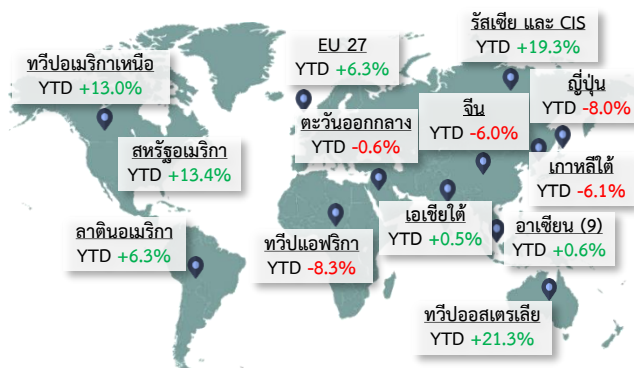 รัสเซีย และ CIS
YTD +19.3%
EU 27
YTD +6.3%
ทวีปอเมริกาเหนือ
YTD +13.0%
ญี่ปุ่น
YTD -8.0%
จีน
YTD -6.0%
ตะวันออกกลาง
YTD -0.6%
สหรัฐอเมริกา
YTD +13.4%
เกาหลีใต้
YTD -6.1%
เอเชียใต้
YTD +0.5%
อาเซียน (9)
YTD +0.6%
ลาตินอเมริกา
YTD +6.3%
ทวีปแอฟริกา
YTD -8.3%
ทวีปออสเตรเลีย
YTD +21.3%